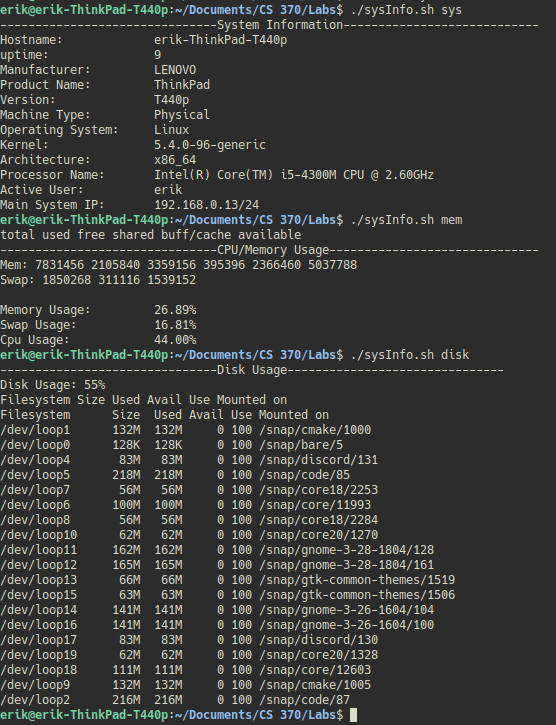 erik@erik-ThinkPad-T440p:~/Documents/CS 370/Labs$ ./sysInfo.sh sys
-------------------------------System Information----------------------------
Hostname:             erik-ThinkPad-T440p
uptime:               9
Manufacturer:         LENOVO
Product Name:         ThinkPad
Version:              T440p
Machine Type:         Physical
Operating System:     Linux
Kernel:               5.4.0-96-generic
Architecture:         x86_64
Processor Name:       Intel(R) Core(TM) i5-4300M CPU @ 2.60GHz
Active User:          erik
Main System IP:       192.168.0.13/24
erik@erik-ThinkPad-T440p:~/Documents/CS 370/Labs$ ./sysInfo.sh mem
total used free shared buff/cache available
-------------------------------CPU/Memory Usage------------------------------
Mem: 7831456 2105840 3359156 395396 2366460 5037788
Swap: 1850268 311116 1539152

Memory Usage:         26.89%
Swap Usage:           16.81%
Cpu Usage:            44.00%
erik@erik-ThinkPad-T440p:~/Documents/CS 370/Labs$ ./sysInfo.sh disk
-------------------------------Disk Usage-------------------------------
Disk Usage: 55%
Filesystem Size Used Avail Use Mounted on
Filesystem      Size  Used Avail Use Mounted on
/dev/loop1      132M  132M     0 100 /snap/cmake/1000
/dev/loop0      128K  128K     0 100 /snap/bare/5
/dev/loop4       83M   83M     0 100 /snap/discord/131
/dev/loop5      218M  218M     0 100 /snap/code/85
/dev/loop7       56M   56M     0 100 /snap/core18/2253
/dev/loop6      100M  100M     0 100 /snap/core/11993
/dev/loop8       56M   56M     0 100 /snap/core18/2284
/dev/loop10      62M   62M     0 100 /snap/core20/1270
/dev/loop11     162M  162M     0 100 /snap/gnome-3-28-1804/128
/dev/loop12     165M  165M     0 100 /snap/gnome-3-28-1804/161
/dev/loop13      66M   66M     0 100 /snap/gtk-common-themes/1519
/dev/loop15      63M   63M     0 100 /snap/gtk-common-themes/1506
/dev/loop14     141M  141M     0 100 /snap/gnome-3-26-1604/104
/dev/loop16     141M  141M     0 100 /snap/gnome-3-26-1604/100
/dev/loop17      83M   83M     0 100 /snap/discord/130
/dev/loop19      62M   62M     0 100 /snap/core20/1328
/dev/loop18     111M  111M     0 100 /snap/core/12603
/dev/loop9      132M  132M     0 100 /snap/cmake/1005
/dev/loop2      216M  216M     0 100 /snap/code/87
erik@erik-ThinkPad-T440p:~/Documents/CS 370/Labs$